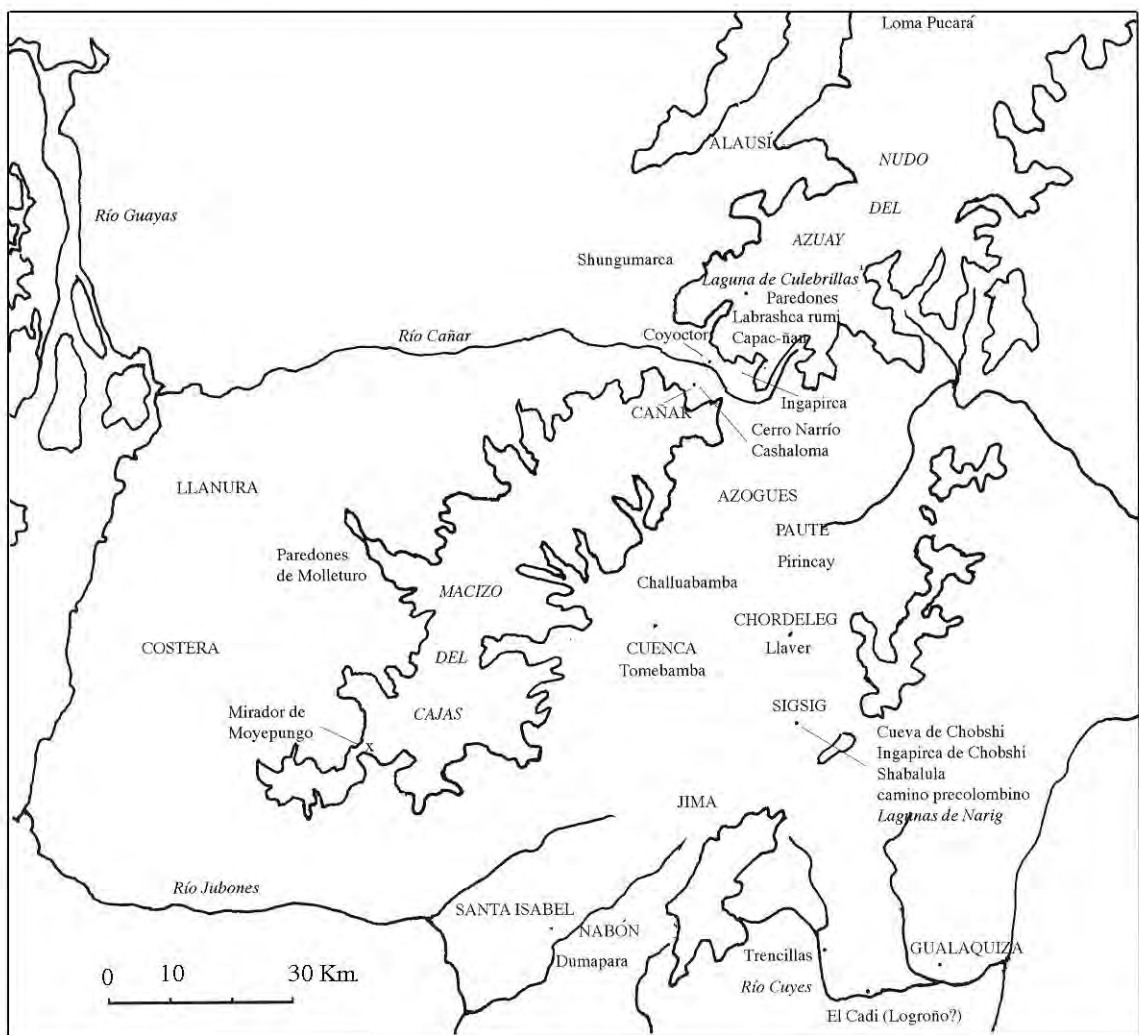 Loma Pucará
ALAUSÍ
NUDO
Río Guayas
DEL
AZUAY
Shungumarca
Laguna de Culebrillas
Paredones
Labrashca rumi
Río Cañar
Coyoctor
Capac-ñan
Ingapirca
CAÑAR
Cerro Narrío
Cashaloma
LLANURA
AZOGUES
PAUTE
Paredones
de Molleturo
Pirincay
Challuabamba
MACIZO
CHORDELEG
COSTERA
DEL
CUENCA
Llaver
Tomebamba
SIGSIG
Mirador de
Moyepungo
CAJAS
x
Cueva de Chobshi
Ingapirca de Chobshi
Shabalula
camino precolombino
Lagunas de Narig
JIMA
Río Jubones
SANTA ISABEL
NABÓN
Dumapara
Trencillas
GUALAQUIZA
Río Cuyes
El Cadi (Logroño?)
0 10 30 Km.